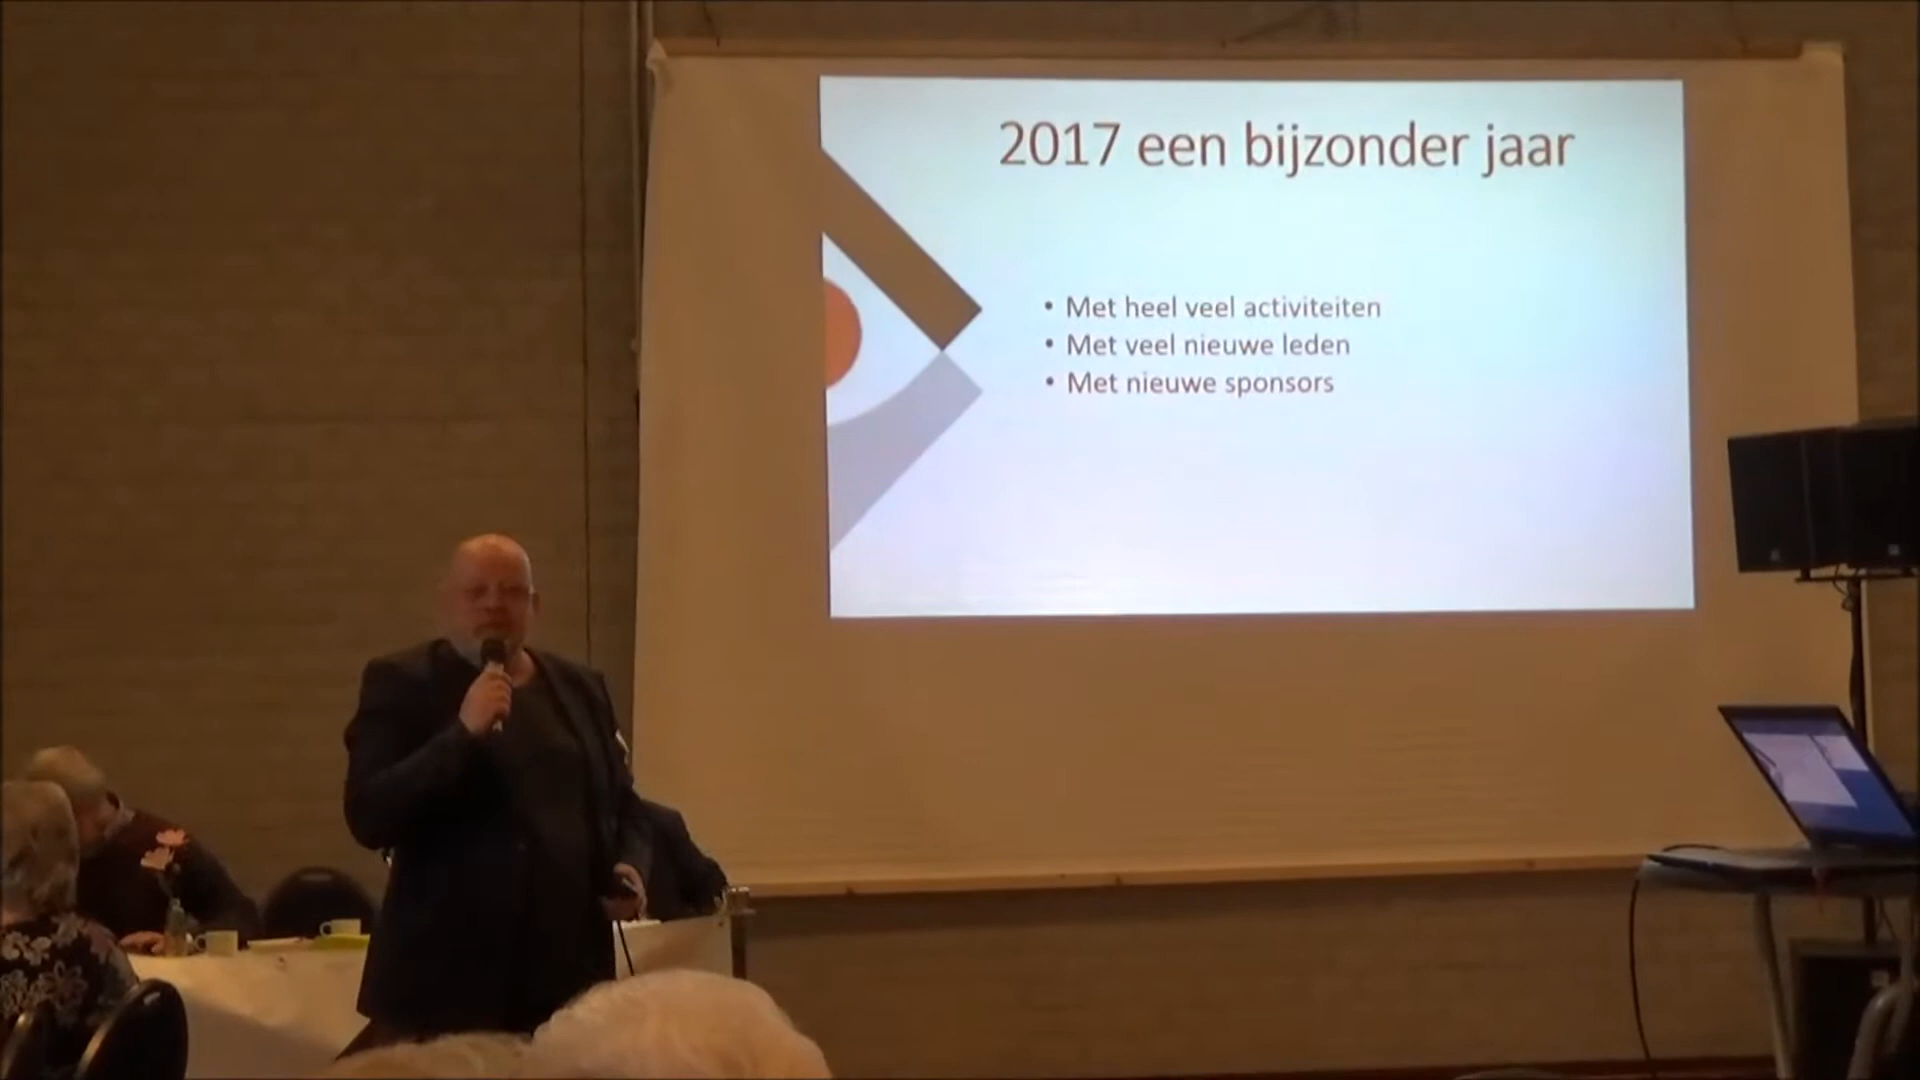 2017 een bijzonder jaar
• Met heel veel activiteiten
• Met veel nieuwe leden
• Met nieuwe sponsors